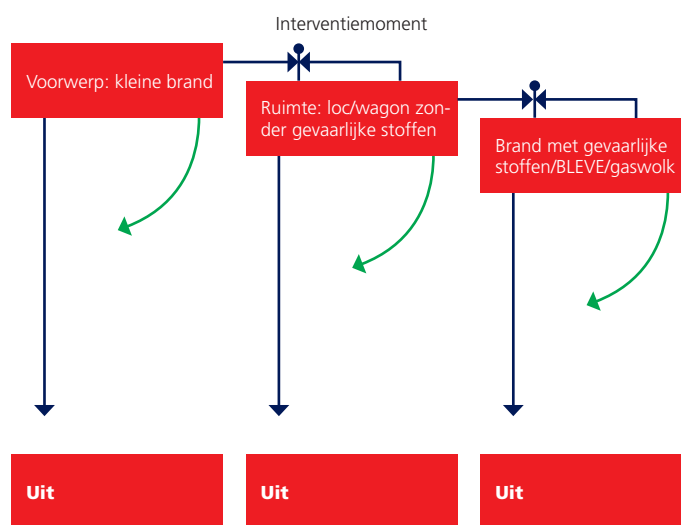 Interventiemoment
Voorwerp: kleine brand
Ruimte: loc/wagon zon-
der gevaarlijke stoffen
Brand met gevaarlijke
stoffen/BLEVE/gaswolk
Uit
Uit
Uit